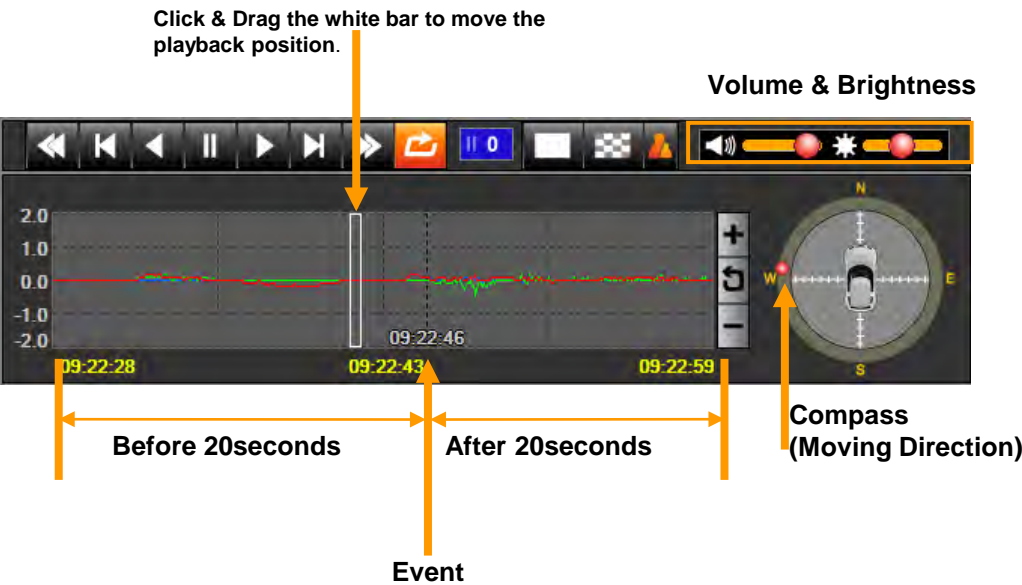 Click & Drag the white bar to move the
playback position.
Volume & Brightness
II 0
N
2.0
1.0
0.0
-1.0
-2.0
W
E
S
09:22:46
09:22:28
09:22:43
09:22:59
Before 20seconds
After 20seconds
Compass
(Moving Direction)
Event